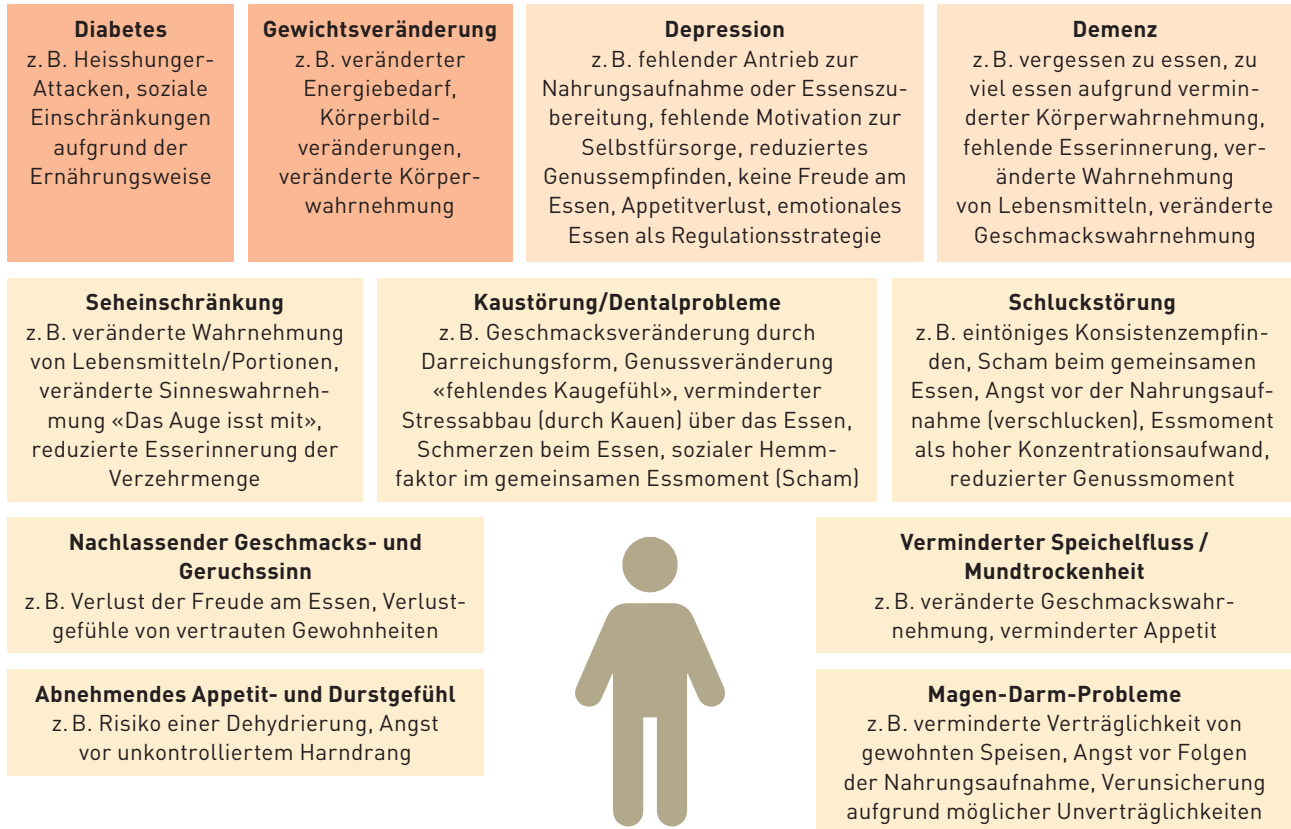 Diabetes
z. B. Heisshunger-
Attacken, soziale
Einschränkungen
aufgrund der
Ernährungsweise
Gewichtsveränderung
z. B. veränderter
Energiebedarf,
Körperbild-
veränderungen,
veränderte Körper-
wahrnehmung
Depression
z. B. fehlender Antrieb zur
Nahrungsaufnahme oder Essenszu-
bereitung, fehlende Motivation zur
Selbstfürsorge, reduziertes
Genussempfinden, keine Freude am
Essen, Appetitverlust, emotionales
Essen als Regulationsstrategie
Demenz
z. B. vergessen zu essen, zu
viel essen aufgrund vermin-
derter Körperwahrnehmung,
fehlende Esserinnerung, ver-
änderte Wahrnehmung
von Lebensmitteln, veränderte
Geschmackswahrnehmung
Seheinschränkung
z. B. veränderte Wahrnehmung
von Lebensmitteln/Portionen,
veränderte Sinneswahrneh-
mung «Das Auge isst mit»,
reduzierte Esserinnerung der
Verzehrmenge
Kaustörung/Dentalprobleme
z. B. Geschmacksveränderung durch
Darreichungsform, Genussveränderung
«fehlendes Kaugefühl», verminderter
Stressabbau (durch Kauen) über das Essen,
Schmerzen beim Essen, sozialer Hemm-
faktor im gemeinsamen Essmoment (Scham)
Schluckstörung
z. B. eintöniges Konsistenzempfin-
den, Scham beim gemeinsamen
Essen, Angst vor der Nahrungsauf-
nahme (verschlucken), Essmoment
als hoher Konzentrationsaufwand,
reduzierter Genussmoment
Nachlassender Geschmacks- und
Geruchssinn
z. B. Verlust der Freude am Essen, Verlust-
gefühle von vertrauten Gewohnheiten
Verminderter Speichelfluss /
Mundtrockenheit
z. B. veränderte Geschmackswahr-
nehmung, verminderter Appetit
Abnehmendes Appetit- und Durstgefühl
z. B. Risiko einer Dehydrierung, Angst
vor unkontrolliertem Harndrang
Magen-Darm-Probleme
z. B. verminderte Verträglichkeit von
gewohnten Speisen, Angst vor Folgen
der Nahrungsaufnahme, Verunsicherung
aufgrund möglicher Unverträglichkeiten